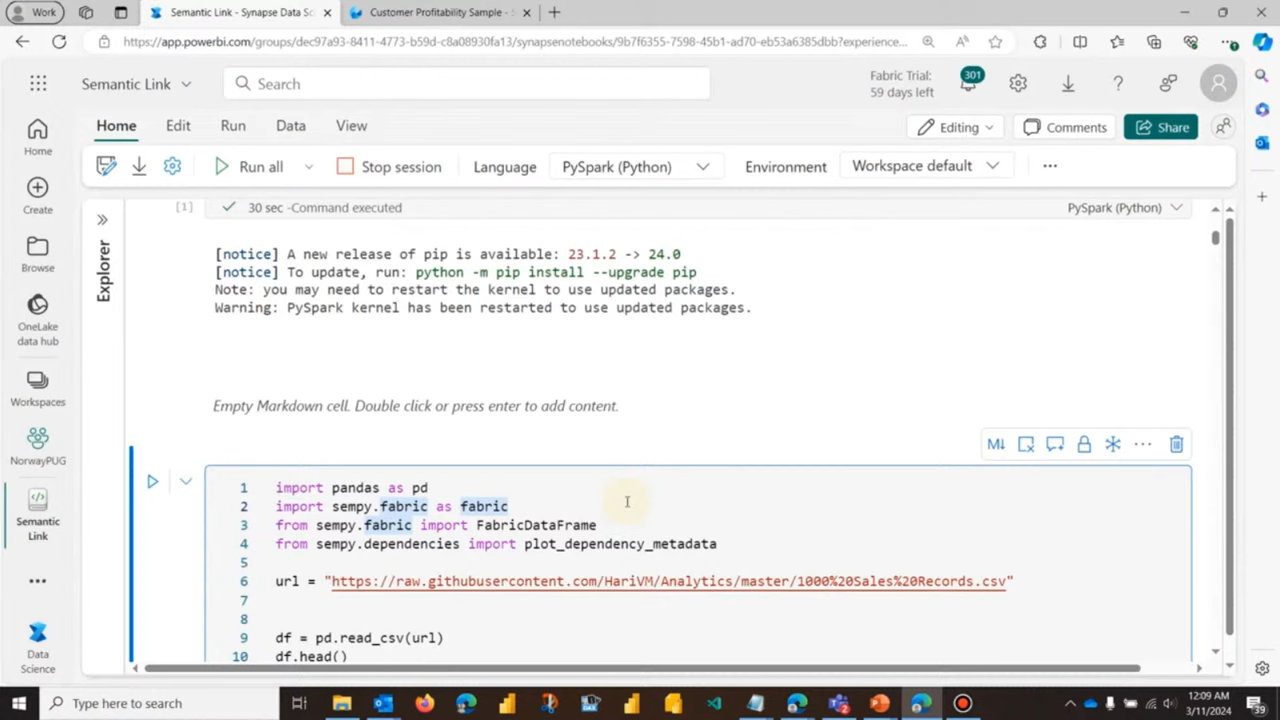 Work
Semantic Link - Synapse Data Sc
Customer Profitability Sample -
https://app.powerbi.com/groups/dec97a93-8411-4773-b59d-c8a08930fa13/synapsenotebooks/9b7f6355-7598-45b1-ad70-eb53a6385dbb?experience...
Semantic Link
Search
Fabric Trial:
59 days left
301
Home
Edit
Run
Data
View
Editing
Comments
Share
Run all
Stop session
Language
PySpark (Python)
Environment
Workspace default
Home
Create
Browse
OneLake
data hub
Workspaces
NorwayPUG
Semantic
Link
Data
Science
Explorer
[1]
30 sec -Command executed
PySpark (Python)
[notice] A new release of pip is available: 23.1.2 -> 24.0
[notice] To update, run: python -m pip install --upgrade pip
Note: you may need to restart the kernel to use updated packages.
Warning: PySpark kernel has been restarted to use updated packages.
Empty Markdown cell. Double click or press enter to add content.
M↓
1 import pandas as pd
2 import sempy.fabric as fabric
3 from sempy.fabric import FabricDataFrame
4 from sempy.dependencies import plot_dependency_metadata
5
6 url = "https://raw.githubusercontent.com/HariVM/Analytics/master/1000%20Sales%20Records.csv"
7
8
9 df = pd.read_csv(url)
10 df.head()
Type here to search
12:09 AM
3/11/2024
39